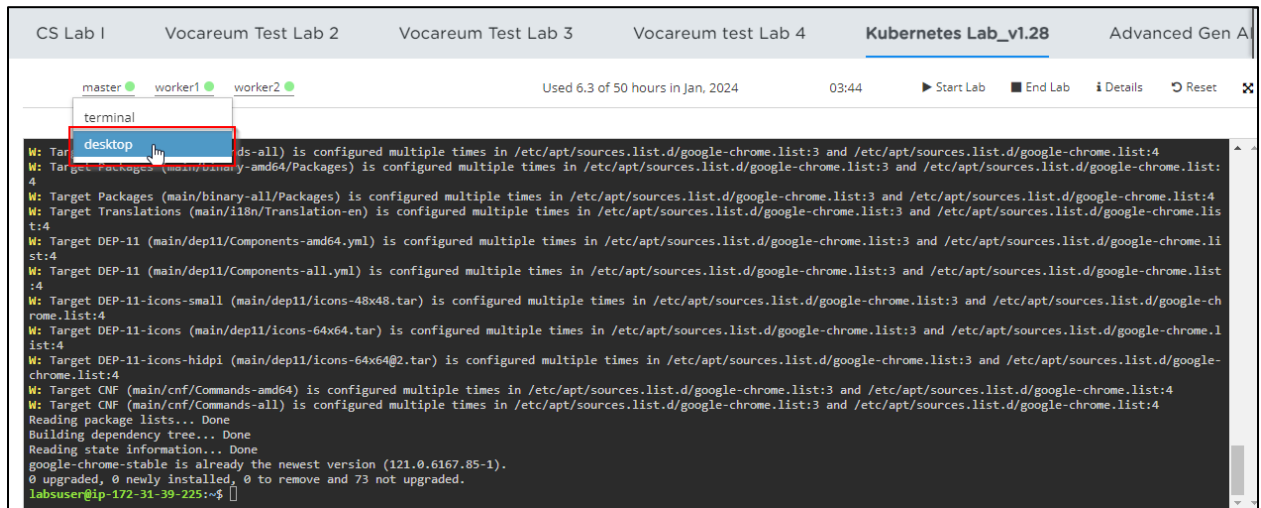 CS Lab I Vocareum Test Lab 2 Vocareum Test Lab 3 Vocareum test Lab 4 Kubernetes Lab_v1.28 Advanced Gen AI
master worker1 worker2 Used 6.3 of 50 hours in Jan, 2024 03:44 Start Lab End Lab i Details Reset
terminal
desktop
W: Tar ds-all) is configured multiple times in /etc/apt/sources.list.d/google-chrome.list:3 and /etc/apt/sources.list.d/google-chrome.list:4
W: Target Packages (main/binary-amd64/Packages) is configured multiple times in /etc/apt/sources.list.d/google-chrome.list:3 and /etc/apt/sources.list.d/google-chrome.list:
4
W: Target Packages (main/binary-all/Packages) is configured multiple times in /etc/apt/sources.list.d/google-chrome.list:3 and /etc/apt/sources.list.d/google-chrome.list:4
W: Target Translations (main/i18n/Translation-en) is configured multiple times in /etc/apt/sources.list.d/google-chrome.list:3 and /etc/apt/sources.list.d/google-chrome.lis
t:4
W: Target DEP-11 (main/dep11/Components-amd64.yml) is configured multiple times in /etc/apt/sources.list.d/google-chrome.list:3 and /etc/apt/sources.list.d/google-chrome.li
st:4
W: Target DEP-11 (main/dep11/Components-all.yml) is configured multiple times in /etc/apt/sources.list.d/google-chrome.list:3 and /etc/apt/sources.list.d/google-chrome.list
:4
W: Target DEP-11-icons-small (main/dep11/icons-48x48.tar) is configured multiple times in /etc/apt/sources.list.d/google-chrome.list:3 and /etc/apt/sources.list.d/google-ch
rome.list:4
W: Target DEP-11-icons (main/dep11/icons-64x64.tar) is configured multiple times in /etc/apt/sources.list.d/google-chrome.list:3 and /etc/apt/sources.list.d/google-chrome.l
ist:4
W: Target DEP-11-icons-hidpi (main/dep11/icons-64x64@2.tar) is configured multiple times in /etc/apt/sources.list.d/google-chrome.list:3 and /etc/apt/sources.list.d/google-
chrome.list:4
W: Target CNF (main/cnf/Commands-amd64) is configured multiple times in /etc/apt/sources.list.d/google-chrome.list:3 and /etc/apt/sources.list.d/google-chrome.list:4
W: Target CNF (main/cnf/Commands-all) is configured multiple times in /etc/apt/sources.list.d/google-chrome.list:3 and /etc/apt/sources.list.d/google-chrome.list:4
Reading package lists... Done
Building dependency tree... Done
Reading state information... Done
google-chrome-stable is already the newest version (121.0.6167.85-1).
0 upgraded, 0 newly installed, 0 to remove and 73 not upgraded.
labsuser@ip-172-31-39-225:~$